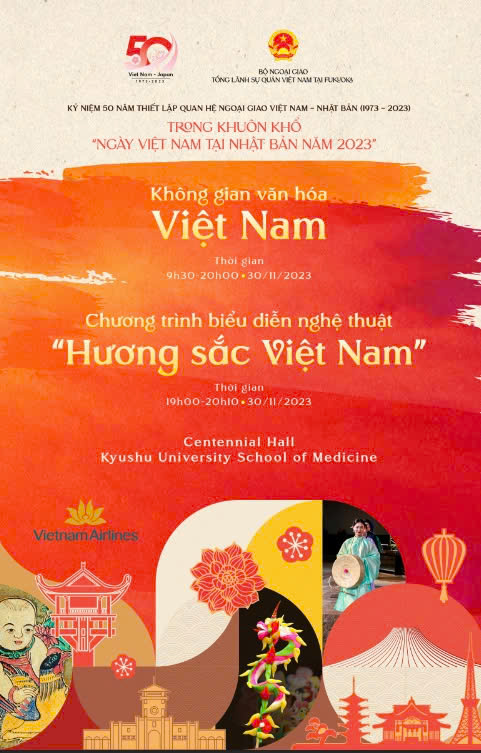 50
Việt Nam - Japan
1973-2023
BỘ NGOẠI GIAO
TỔNG LÃNH SỰ QUÁN VIỆT NAM TẠI FUKUOKA
KỶ NIỆM 50 NĂM THIẾT LẬP QUAN HỆ NGOẠI GIAO VIỆT NAM – NHẬT BẢN (1973 – 2023)
TRONG KHUÔN KHỔ
“NGÀY VIỆT NAM TẠI NHẬT BẢN NĂM 2023”
Không gian văn hóa
Việt Nam
Thời gian
9h30-20h00 • 30/11/2023
Chương trình biểu diễn nghệ thuật
“Hương sắc Việt Nam”
Thời gian
19h00-20h10 • 30/11/2023
Centennial Hall
Kyushu University School of Medicine
Vietnam Airlines